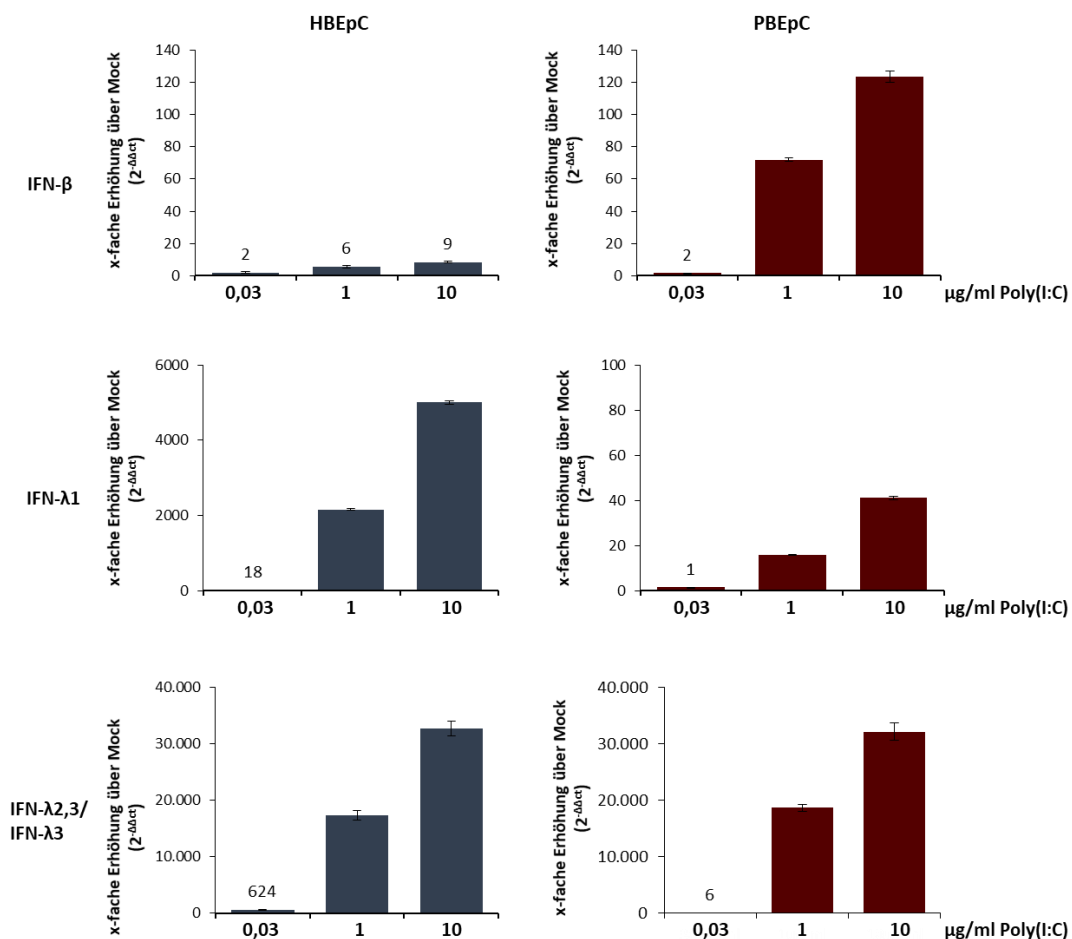 HBEpC
PBEpC
IFN-β
x-fache Erhöhung über Mock
(2-ΔΔct)
140
120
100
80
60
40
20
0
2
6
9
0,03
1
10
x-fache Erhöhung über Mock
(2-ΔΔct)
140
120
100
80
60
40
20
0
2
0,03
1
10
µg/ml Poly(I:C)
IFN-λ1
x-fache Erhöhung über Mock
(2-ΔΔct)
6000
4000
2000
0
18
0,03
1
10
x-fache Erhöhung über Mock
(2-ΔΔct)
100
80
60
40
20
0
1
0,03
1
10
µg/ml Poly(I:C)
IFN-λ2,3/
IFN-λ3
x-fache Erhöhung über Mock
(2-ΔΔct)
40.000
30.000
20.000
10.000
0
624
0,03
1
10
x-fache Erhöhung über Mock
(2-ΔΔct)
40.000
30.000
20.000
10.000
0
6
0,03
1
10
µg/ml Poly(I:C)